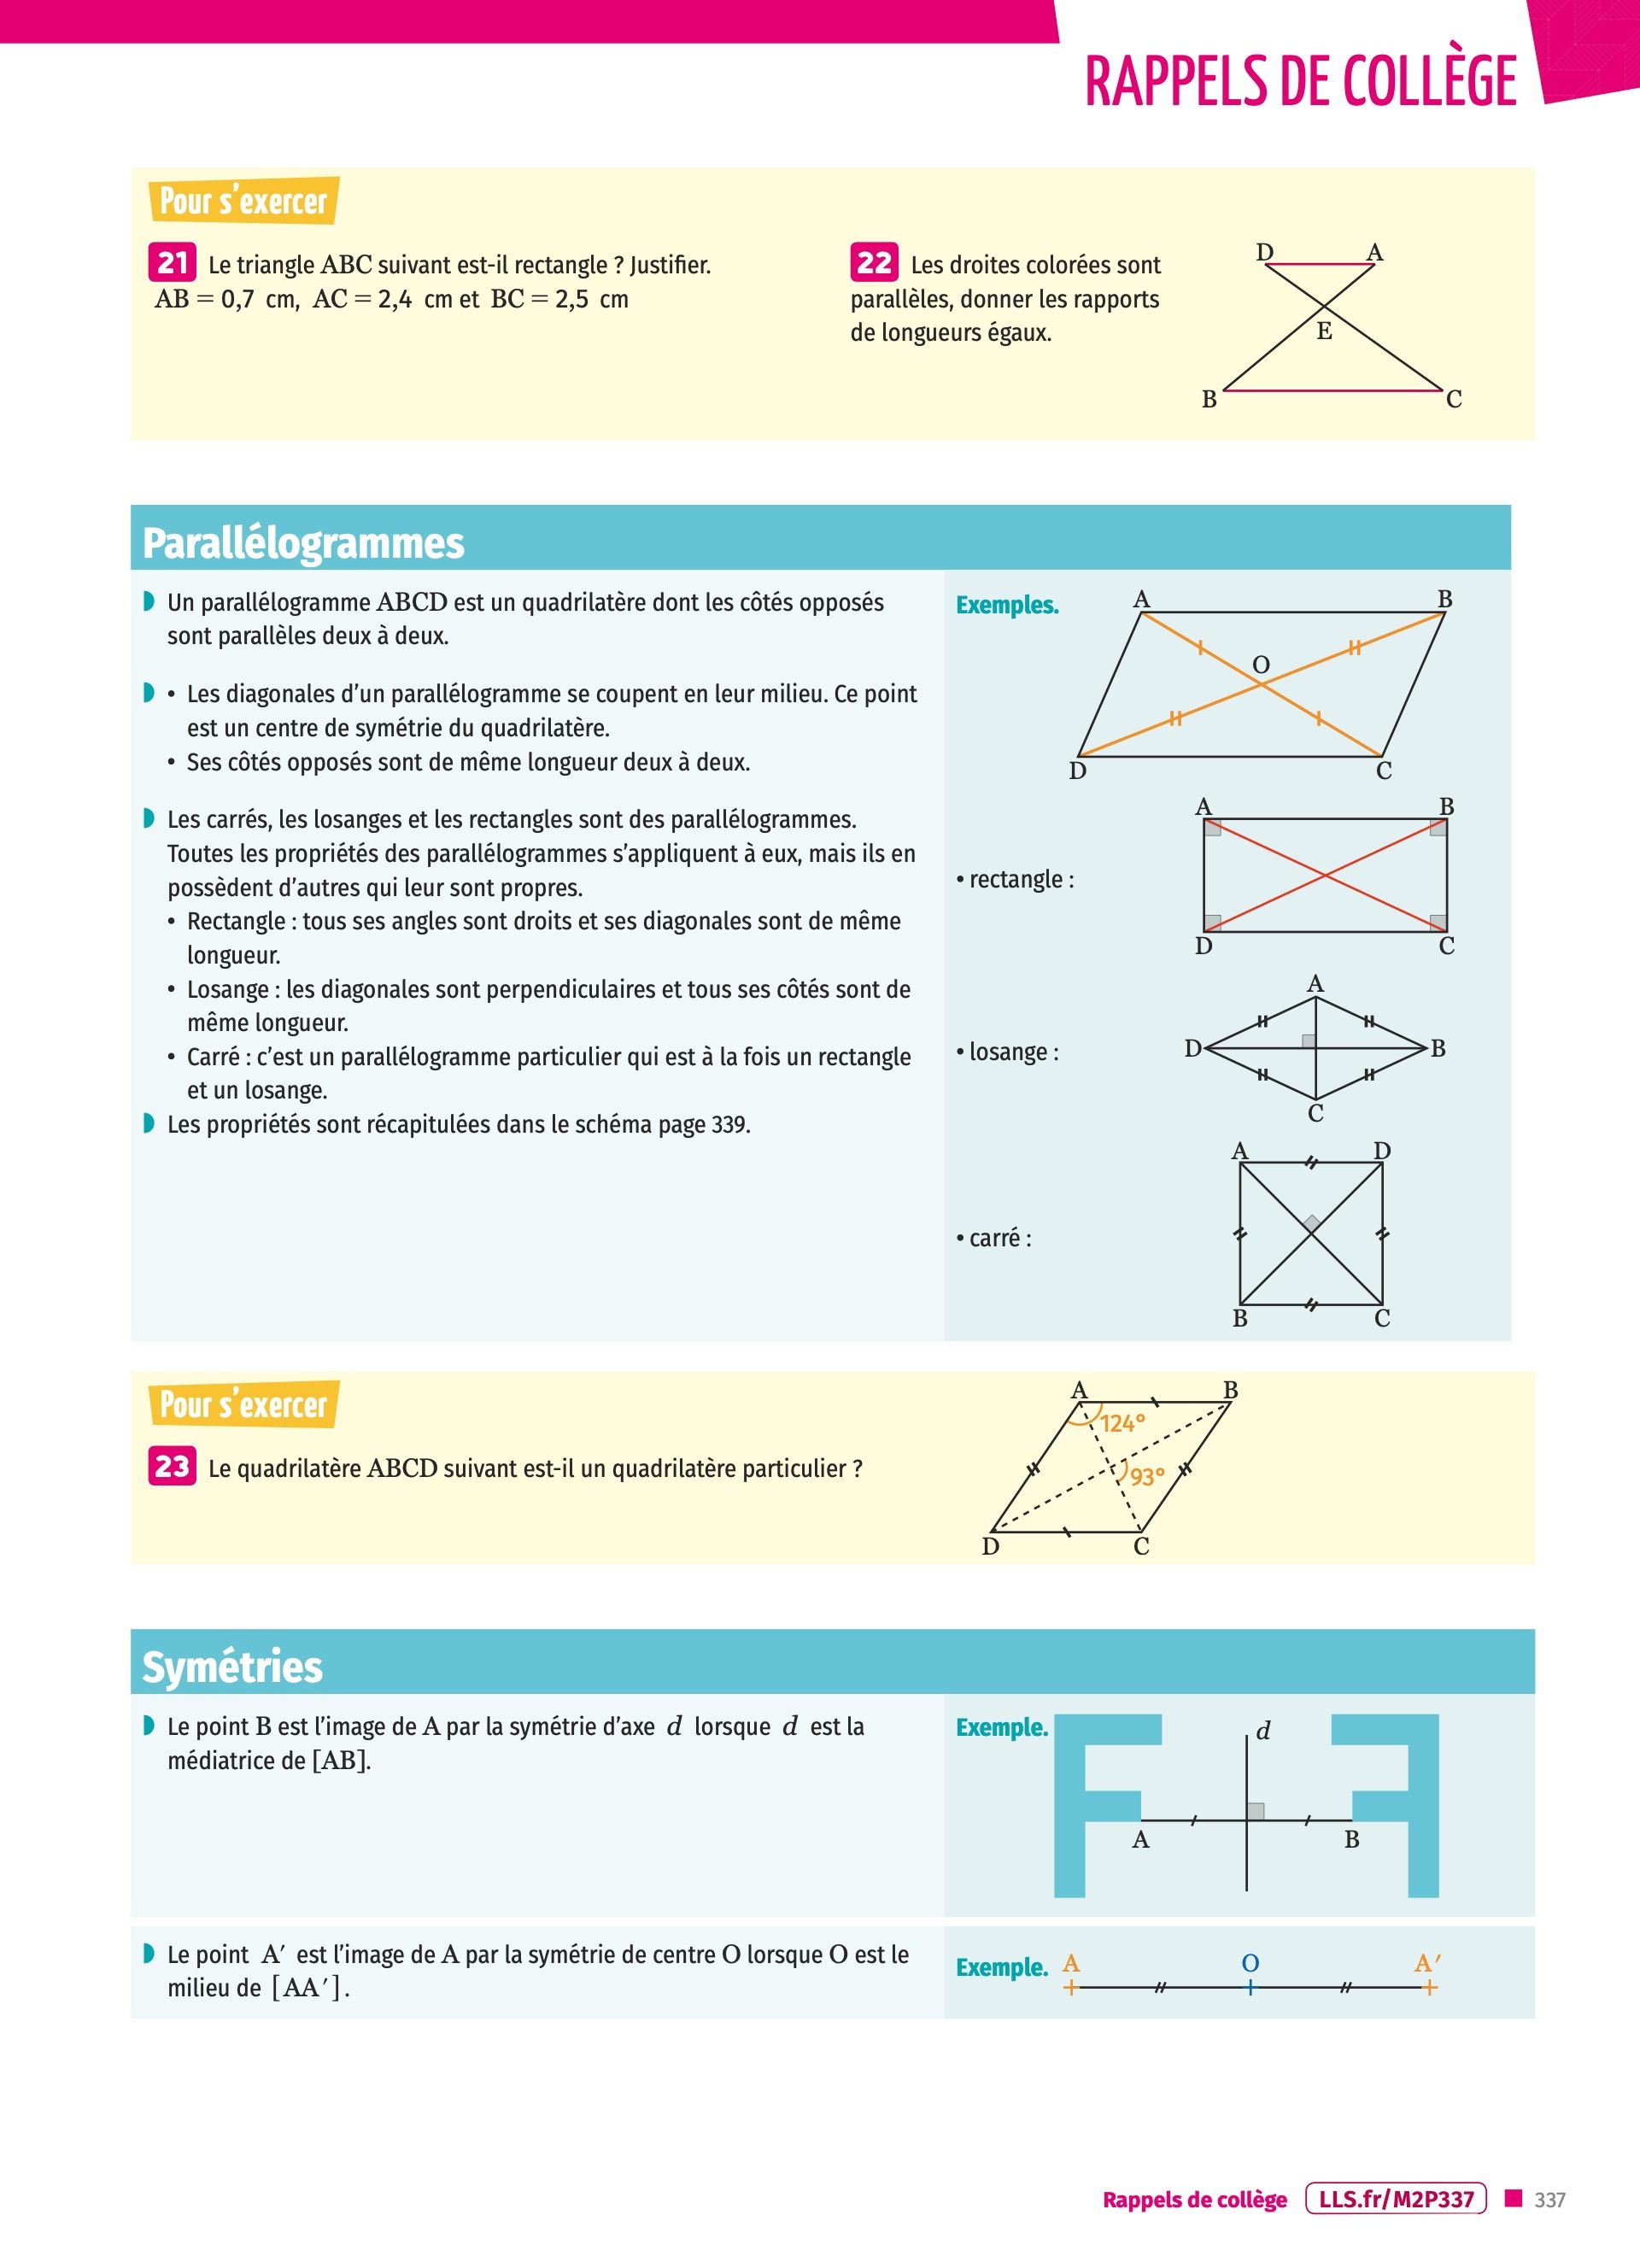 RAPPELS DE COLLÈGE
Pour s’exercer
21 Le triangle ABC suivant est-il rectangle ? Justifier.
AB = 0,7 cm, AC = 2,4 cm et BC = 2,5 cm
22 Les droites colorées sont
parallèles, donner les rapports
de longueurs égaux.
D A
E
B C
Parallélogrammes
Un parallélogramme ABCD est un quadrilatère dont les côtés opposés
sont parallèles deux à deux.
• Les diagonales d’un parallélogramme se coupent en leur milieu. Ce point
est un centre de symétrie du quadrilatère.
• Ses côtés opposés sont de même longueur deux à deux.
Les carrés, les losanges et les rectangles sont des parallélogrammes.
Toutes les propriétés des parallélogrammes s’appliquent à eux, mais ils en
possèdent d’autres qui leur sont propres.
• Rectangle : tous ses angles sont droits et ses diagonales sont de même
longueur.
• Losange : les diagonales sont perpendiculaires et tous ses côtés sont de
même longueur.
• Carré : c’est un parallélogramme particulier qui est à la fois un rectangle
et un losange.
Les propriétés sont récapitulées dans le schéma page 339.
Exemples.
A B
O
D C
• rectangle :
A B
D C
• losange :
A
D B
C
• carré :
A D
B C
Pour s’exercer
23 Le quadrilatère ABCD suivant est-il un quadrilatère particulier ?
A B
124°
93°
D C
Symétries
Le point B est l’image de A par la symétrie d’axe d lorsque d est la
médiatrice de [AB].
Exemple.
d
A B
Le point A′ est l’image de A par la symétrie de centre O lorsque O est le
milieu de [AA′].
Exemple.
A O A′
Rappels de collège LLS.fr/M2P337 337